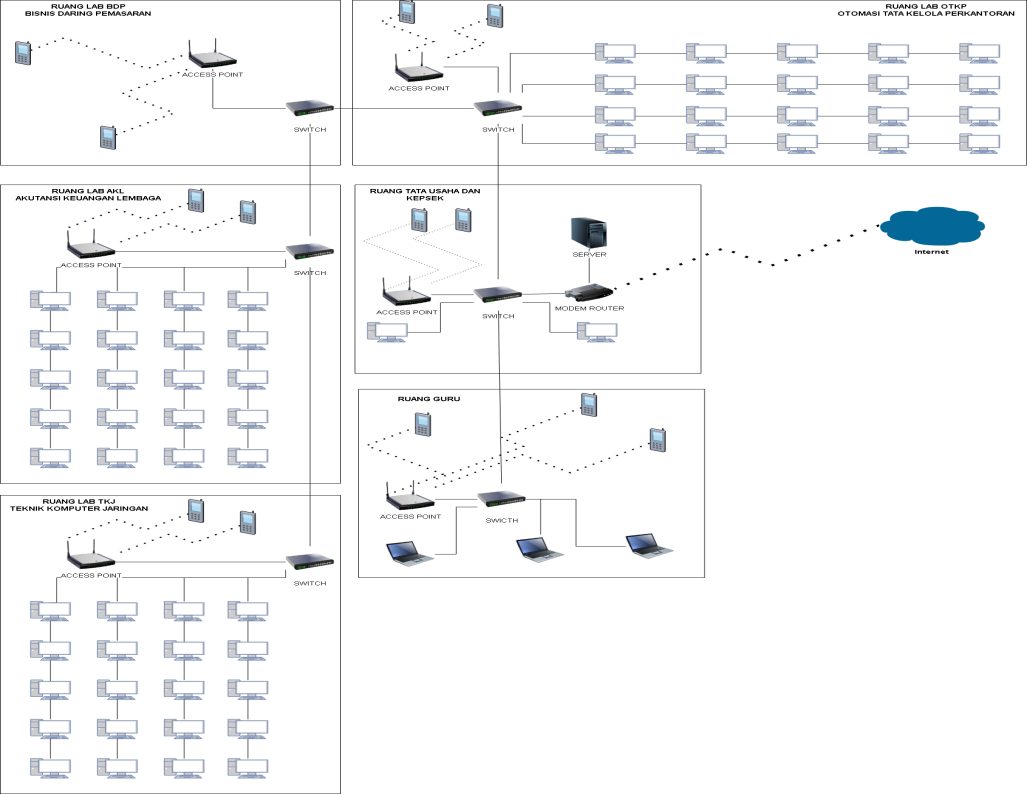 RUANG LAB BDP
BISNIS DARING PEMASARAN
ACCESS POINT
SWITCH
RUANG LAB OTKP
OTOMASI TATA KELOLA PERKANTORAN
ACCESS POINT
SWITCH
RUANG LAB AKL
AKUTANSI KEUANGAN LEMBAGA
ACCESS POINT
SWITCH
RUANG TATA USAHA DAN
KEPSEK
SERVER
ACCESS POINT
SWITCH
MODEM ROUTER
Internet
RUANG GURU
ACCESS POINT
SWICTH
RUANG LAB TKJ
TEKNIK KOMPUTER JARINGAN
ACCESS POINT
SWITCH